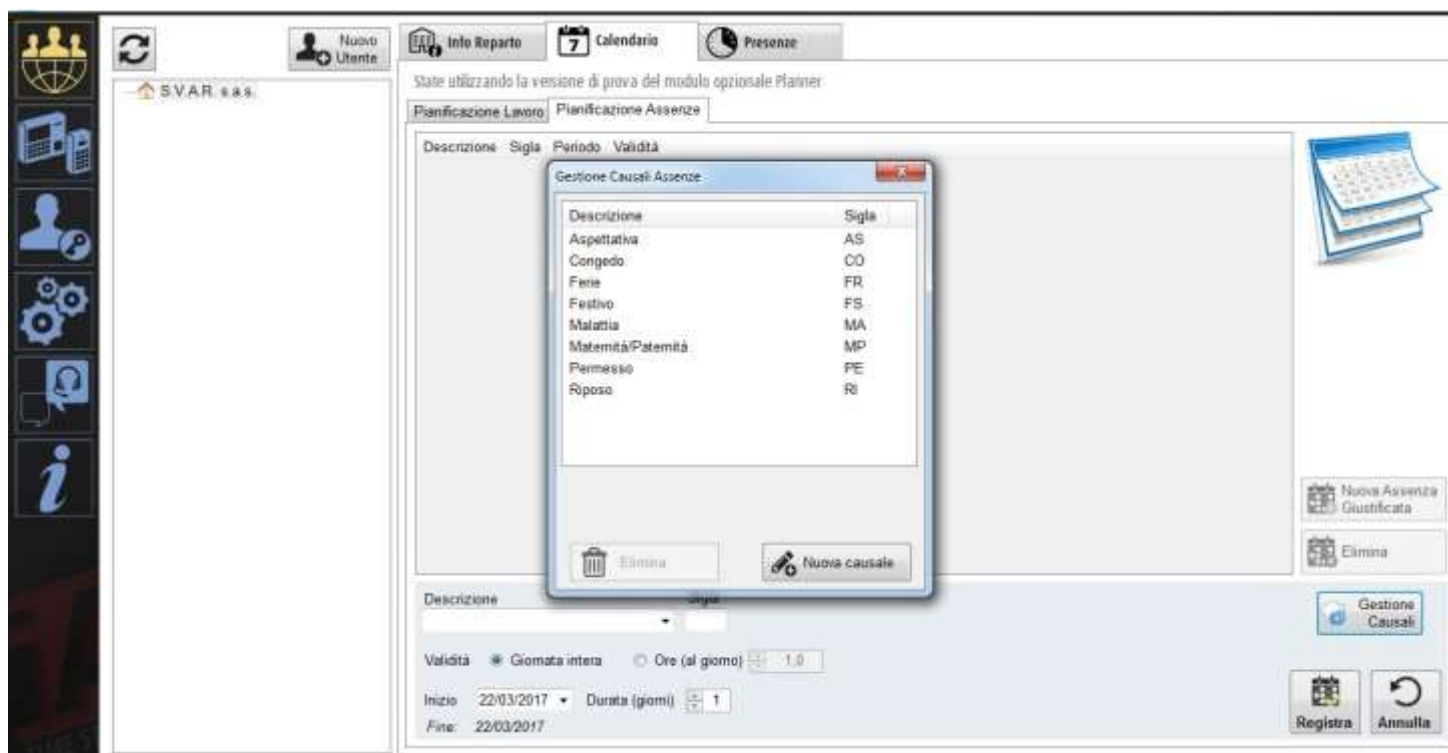 Nuovo
Utente
Info Reparto
7
Calendario
Presenze
S.V.A.R. s.a.s.
State utilizzando la versione di prova del modulo opzionale Planner
Pianificazione Lavoro
Pianificazione Assenze
Descrizione Sigla Periodo Validità
Gestione Causali Assenze
Descrizione Sigla
Aspettativa AS
Congedo CO
Ferie FR
Festivo FS
Malattia MA
Maternità/Paternità MP
Permesso PE
Riposo RI
Elimina
Nuova causale
Nuova Assenza
Giustificata
Elimina
Descrizione Sigla
Gestione
Causali
Validità Giornata intera Ore (al giorno) 1,0
Inizio 22/03/2017 Durata (giorni) 1
Fine: 22/03/2017
Registra
Annulla